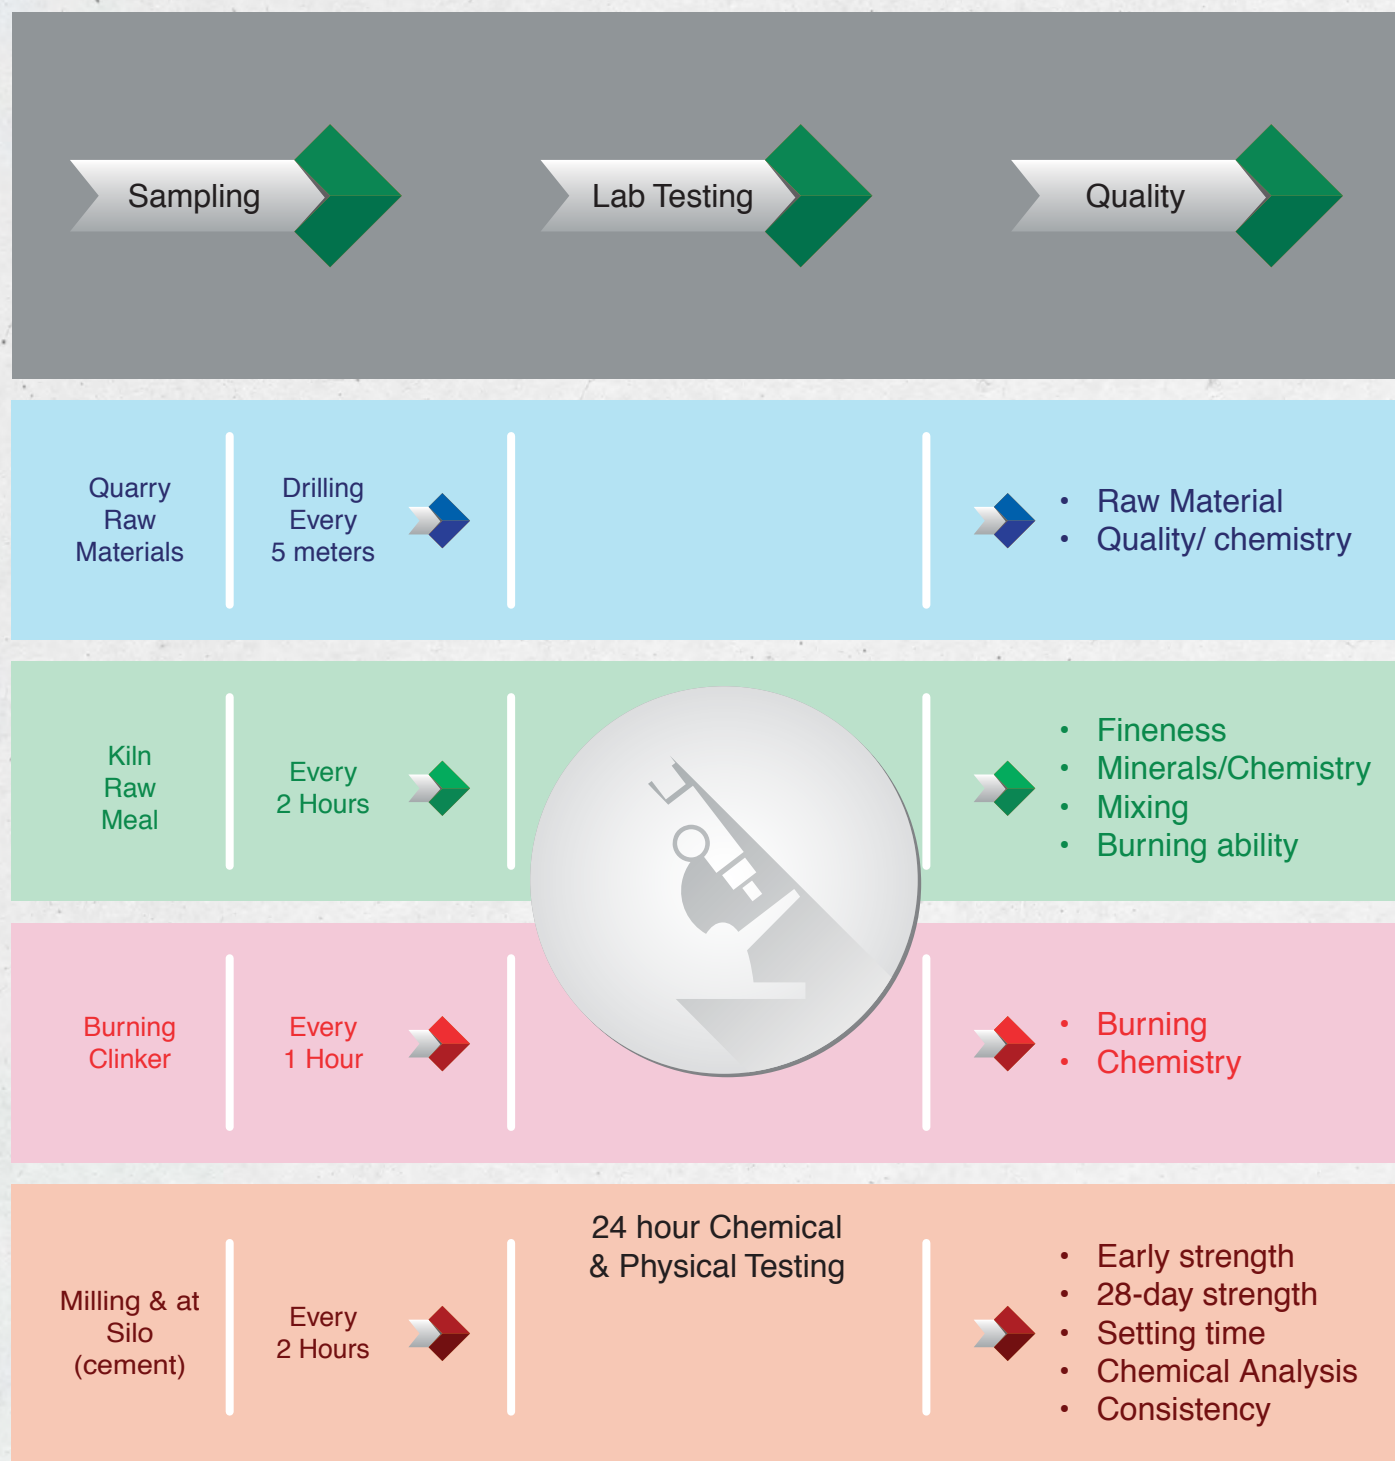 Sampling
Lab Testing
Quality
Quarry
Raw
Materials
Drilling
Every
5 meters
• Raw Material
• Quality/ chemistry
Kiln
Raw
Meal
Every
2 Hours
• Fineness
• Minerals/Chemistry
• Mixing
• Burning ability
Burning
Clinker
Every
1 Hour
• Burning
• Chemistry
Milling & at
Silo
(cement)
Every
2 Hours
24 hour Chemical
& Physical Testing
• Early strength
• 28-day strength
• Setting time
• Chemical Analysis
• Consistency